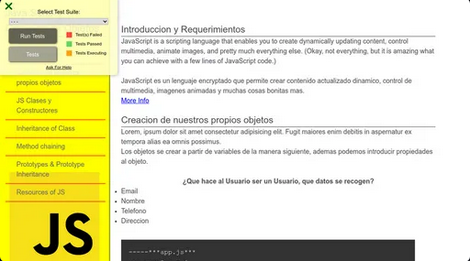 Select Test Suite:
- - -
Run Tests
Tests
Test(s) Failed
Tests Passed
Tests Executing
Ask For Help
propios objetos
JS Clases y
Constructores
Inheritance of Class
Method chaining
Prototypes & Prototype
Inheritance
Resources of JS
JS
Introduccion y Requerimientos
JavaScript is a scripting language that enables you to create dynamically updating content, control
multimedia, animate images, and pretty much everything else. (Okay, not everything, but it is amazing what
you can achieve with a few lines of JavaScript code.)
JavaScript es un lenguaje encryptado que permite crear contenido actualizado dinamico, control de
multimedia, imagenes animadas y muchas cosas bonitas mas.
More Info
Creacion de nuestros propios objetos
Lorem, ipsum dolor sit amet consectetur adipisicing elit. Fugit maiores enim debitis in aspernatur ex
tempora alias ea omnis possimus.
Los objetos se crear a partir de variables de la manera siguiente, ademas podemos introducir propiedades
al objeto.
¿Que hace al Usuario ser un Usuario, que datos se recogen?
Email
Nombre
Telefono
Direccion
-----***app.js***